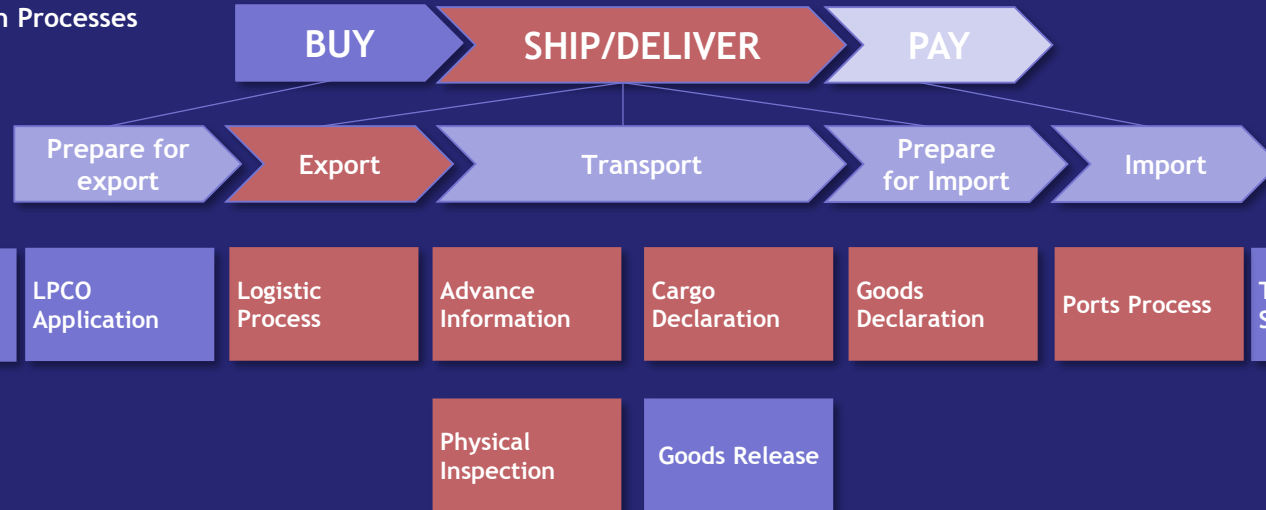 Processes
BUY
SHIP/DELIVER
PAY
Prepare for
export
Export
Transport
Prepare
for Import
Import
LPCO
Application
Logistic
Process
Advance
Information
Cargo
Declaration
Goods
Declaration
Ports Process
Physical
Inspection
Goods Release